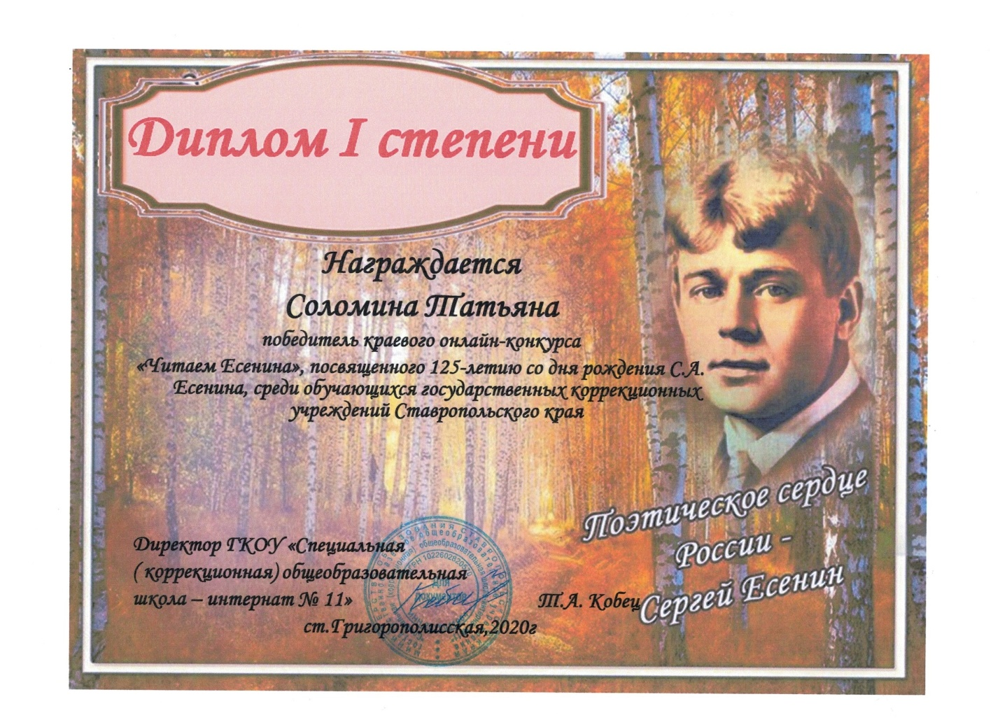 Диплом I степени
Награждается
Соломина Татьяна
победитель краевого онлайн-конкурса
«Читаем Есенина», посвященного 125-летию со дня рождения С.А.
Есенина, среди обучающихся государственных коррекционных
учреждений Ставропольского края
Поэтическое сердце
России -
Сергей Есенин
Директор ГКОУ «Специальная
( коррекционная) общеобразовательная
школа – интернат № 11»
Т.А. Кобец
ст.Григорополисская,2020г
для
документов